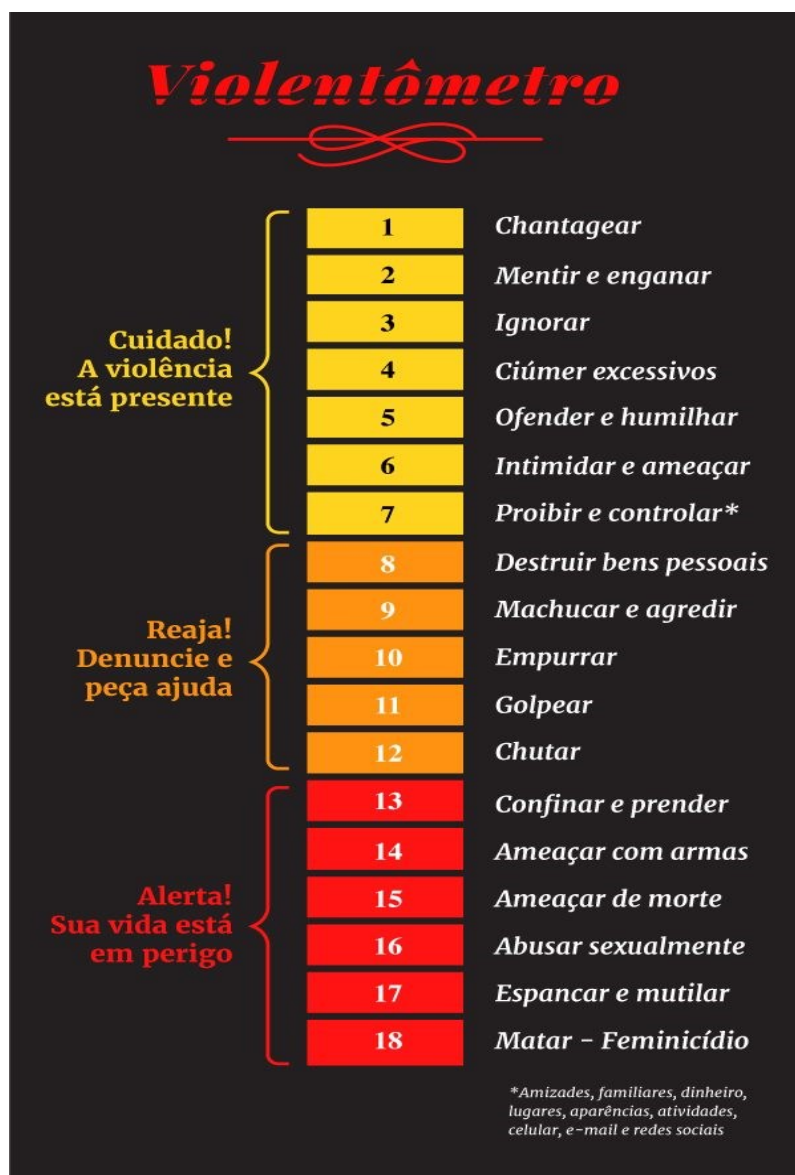 Violentômetro
Cuidado!
A violência
está presente
1 Chantagear
2 Mentir e enganar
3 Ignorar
4 Ciúmer excessivos
5 Ofender e humilhar
6 Intimidar e ameaçar
7 Proibir e controlar*
Reaja!
Denuncie e
peça ajuda
8 Destruir bens pessoais
9 Machucar e agredir
10 Empurrar
11 Golpear
12 Chutar
Alerta!
Sua vida está
em perigo
13 Confinar e prender
14 Ameaçar com armas
15 Ameaçar de morte
16 Abusar sexualmente
17 Espancar e mutilar
18 Matar – Feminicídio
*Amizades, familiares, dinheiro,
lugares, aparências, atividades,
celular, e-mail e redes sociais